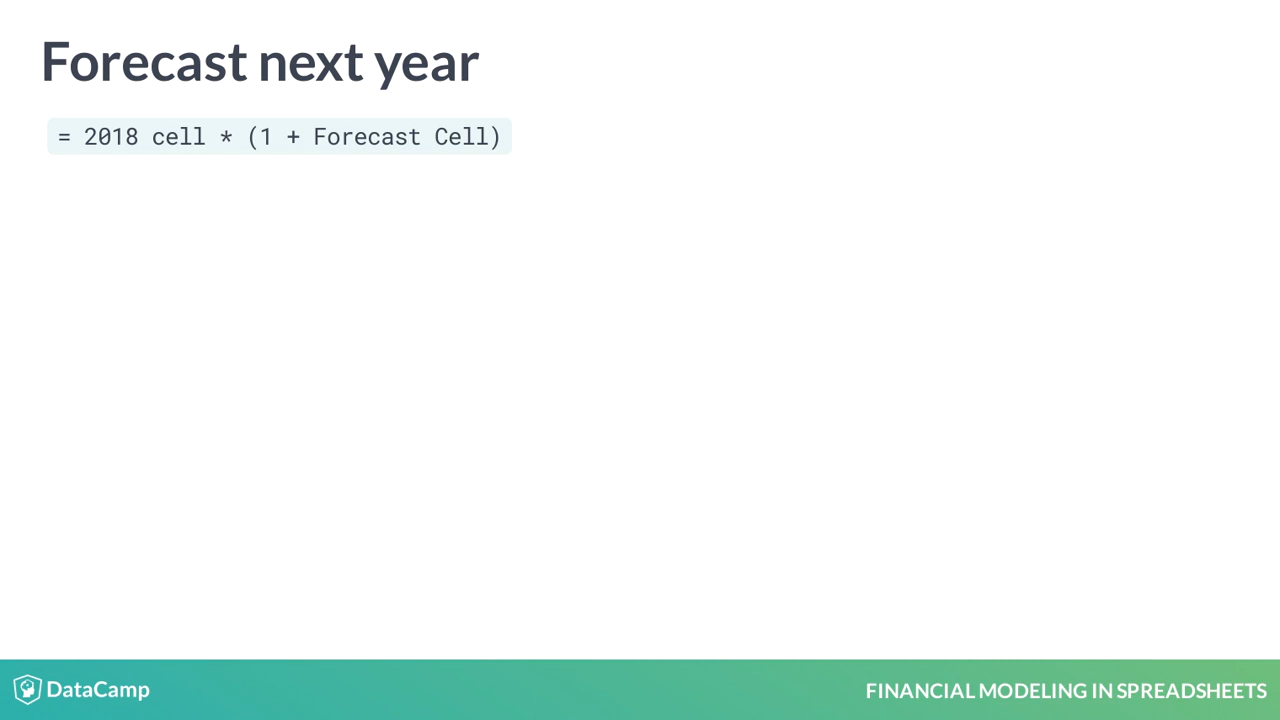 Forecast next year
= 2018 cell * (1 + Forecast Cell)
DataCamp
FINANCIAL MODELING IN SPREADSHEETS